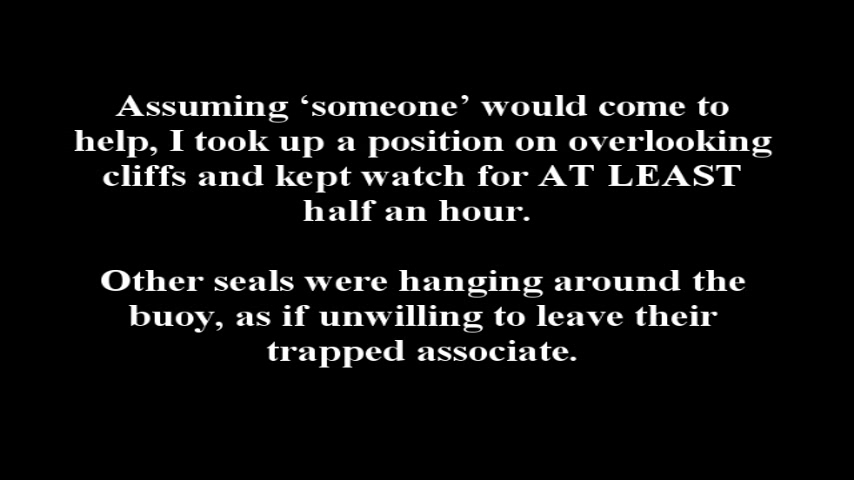 Assuming ‘someone’ would come to
help, I took up a position on overlooking
cliffs and kept watch for AT LEAST
half an hour.
Other seals were hanging around the
buoy, as if unwilling to leave their
trapped associate.